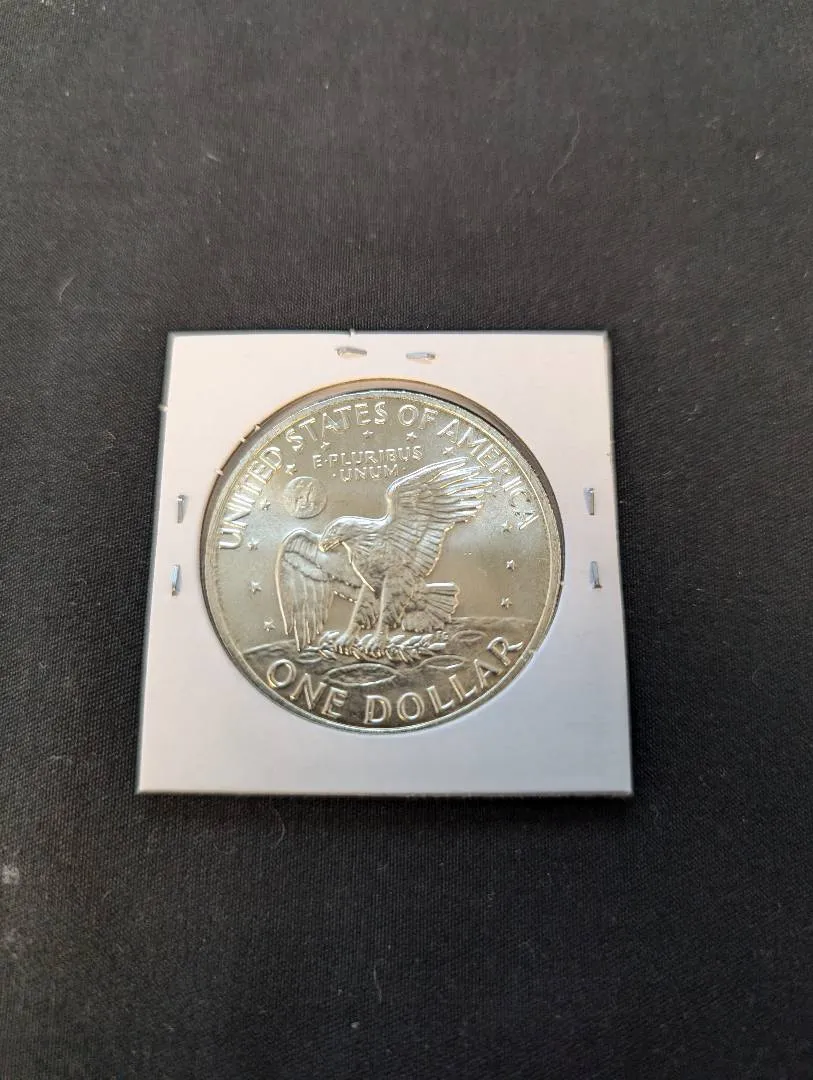 UNITED STATES OF AMERICA
E·PLURIBUS
·UNUM·
ONE DOLLAR